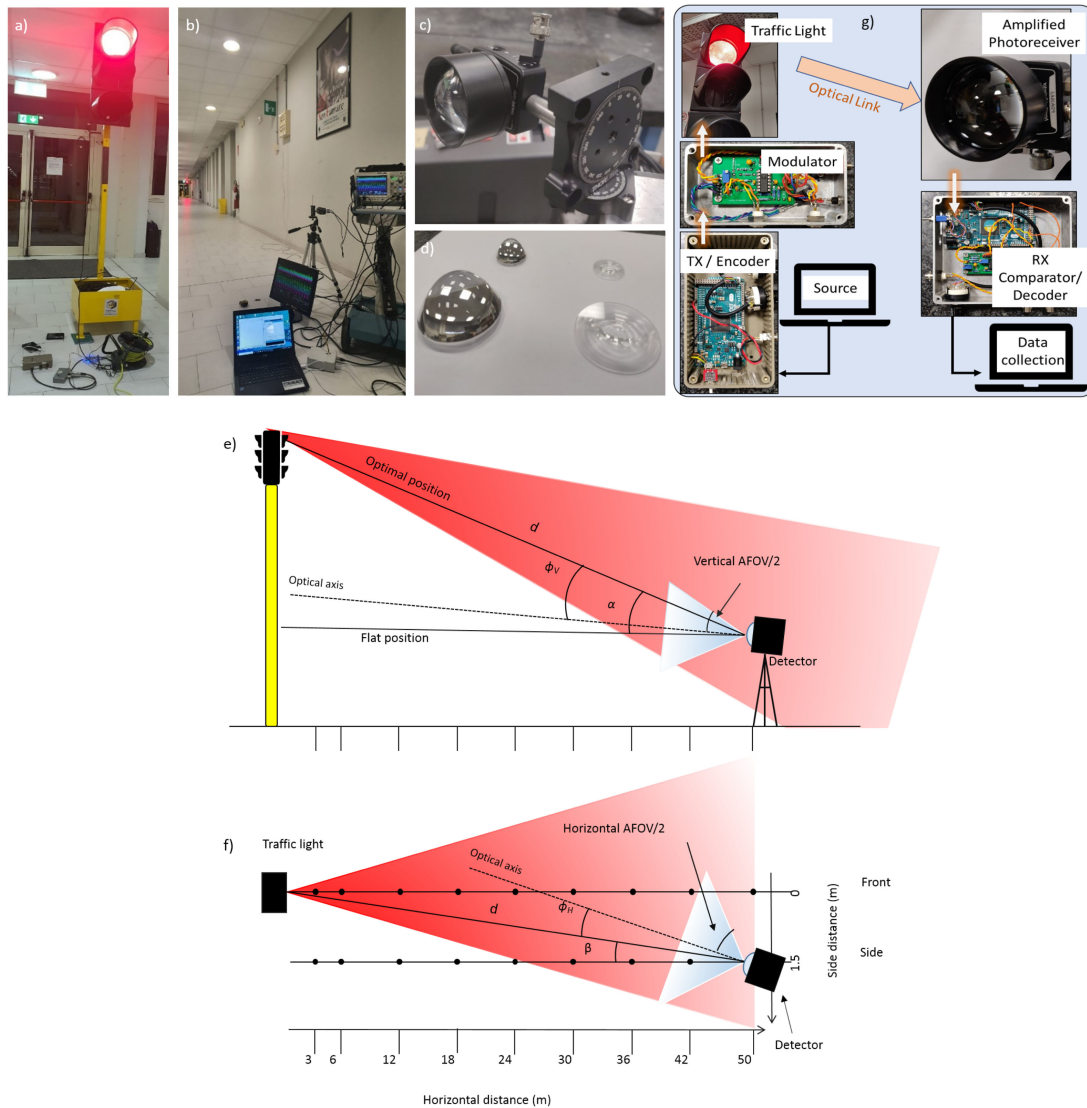 a)
b)
c)
d)
g)
Traffic Light
Amplified
Photoreceiver
Optical Link
Modulator
TX / Encoder
Source
RX
Comparator/
Decoder
Data
collection
e)
Optimal position
d
Vertical AFOV/2
ϕV
α
Optical axis
Flat position
Detector
f)
Traffic light
Horizontal AFOV/2
Optical axis
Front
0
d
ϕH
β
Side
1.5
Side distance (m)
Detector
3 6 12 18 24 30 36 42 50
Horizontal distance (m)